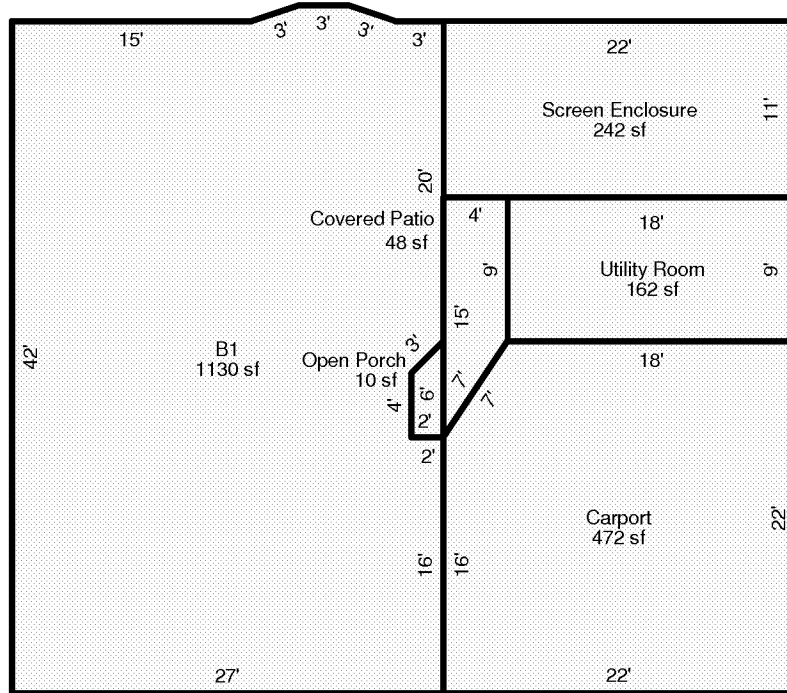 15'
3'
3'
3'
3'
22'
Screen Enclosure
242 sf
11'
20'
Covered Patio
48 sf
4'
18'
9'
Utility Room
162 sf
9'
15'
42'
B1
1130 sf
3'
Open Porch
10 sf
18'
4'
6'
7'
7'
2'
2'
Carport
472 sf
22'
16'
16'
27'
22'